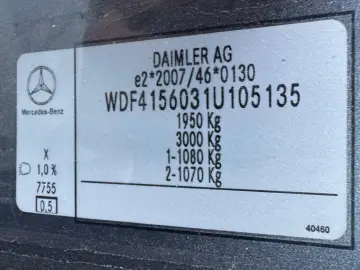 DAIMLER AG
e2*2007/46*0130
WDF4156031U105135
1950 Kg
3000 Kg
1-1080 Kg
2-1070 Kg
Mercedes-Benz
X
1,0%
7755
0,5
40460